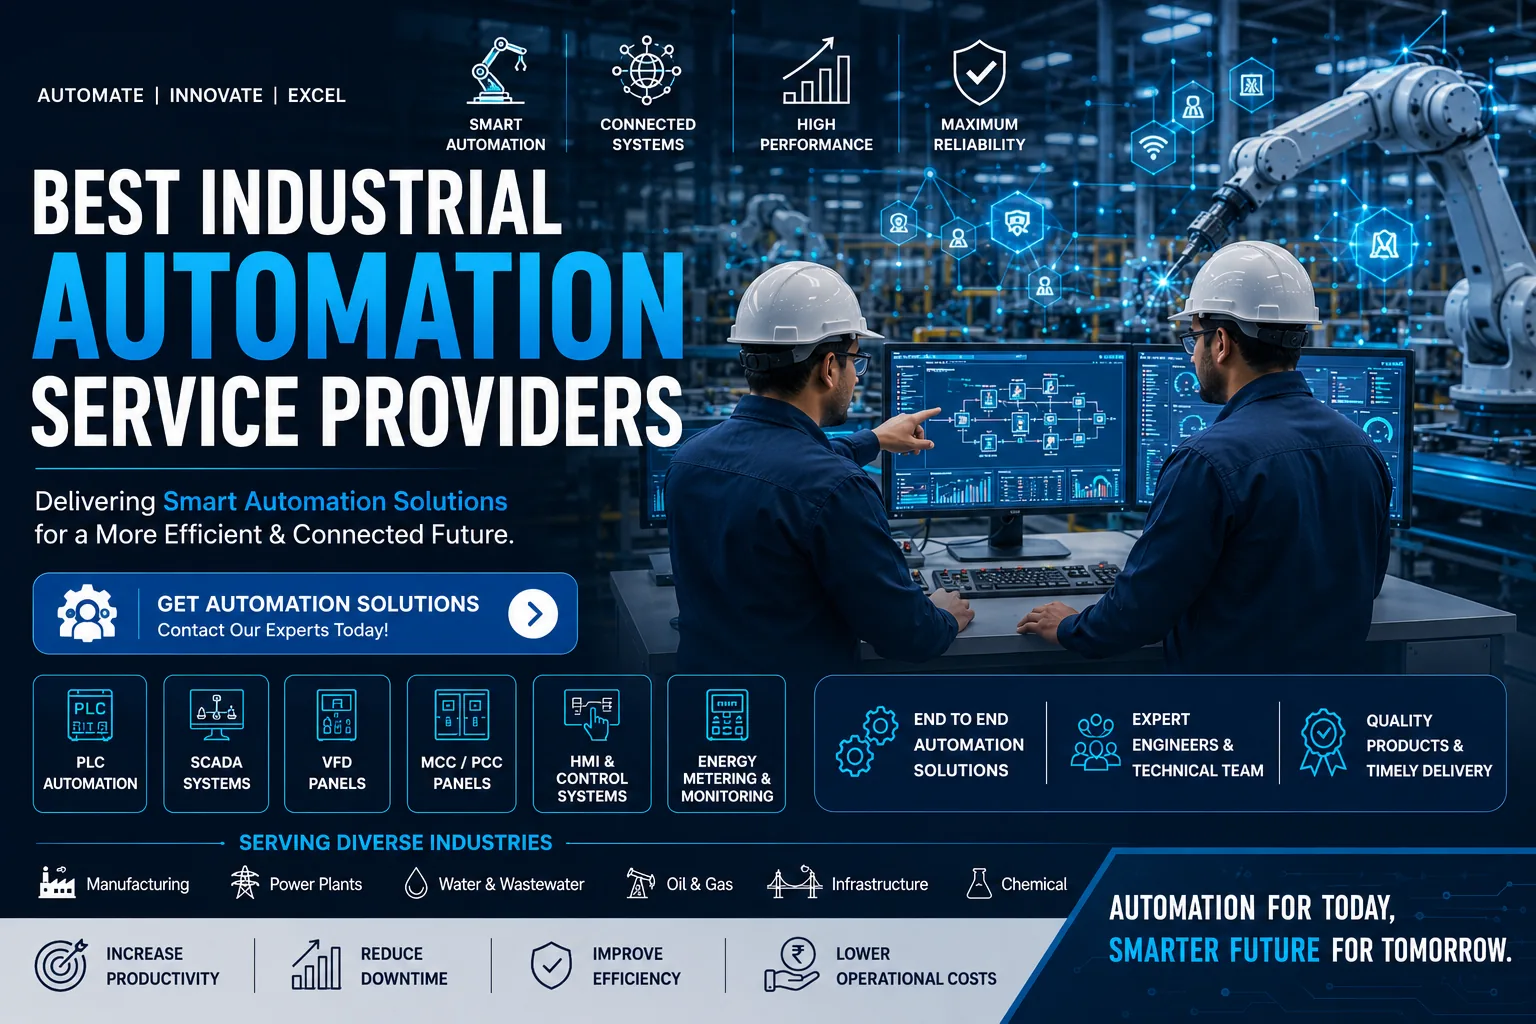 AUTOMATE | INNOVATE | EXCEL
SMART
AUTOMATION
CONNECTED
SYSTEMS
HIGH
PERFORMANCE
MAXIMUM
RELIABILITY
BEST INDUSTRIAL
AUTOMATION
SERVICE PROVIDERS
Delivering Smart Automation Solutions
for a More Efficient & Connected Future.
GET AUTOMATION SOLUTIONS
Contact Our Experts Today!
PLC
PLC
AUTOMATION
SCADA
SYSTEMS
VFD
PANELS
MCC / PCC
PANELS
HMI &
CONTROL
SYSTEMS
ENERGY
METERING &
MONITORING
END TO END
AUTOMATION
SOLUTIONS
EXPERT
ENGINEERS &
TECHNICAL TEAM
QUALITY
PRODUCTS &
TIMELY DELIVERY
SERVING DIVERSE INDUSTRIES
Manufacturing
Power Plants
Water & Wastewater
Oil & Gas
Infrastructure
Chemical
INCREASE
PRODUCTIVITY
REDUCE
DOWNTIME
IMPROVE
EFFICIENCY
₹
LOWER
OPERATIONAL COSTS
AUTOMATION FOR TODAY,
SMARTER FUTURE FOR TOMORROW.